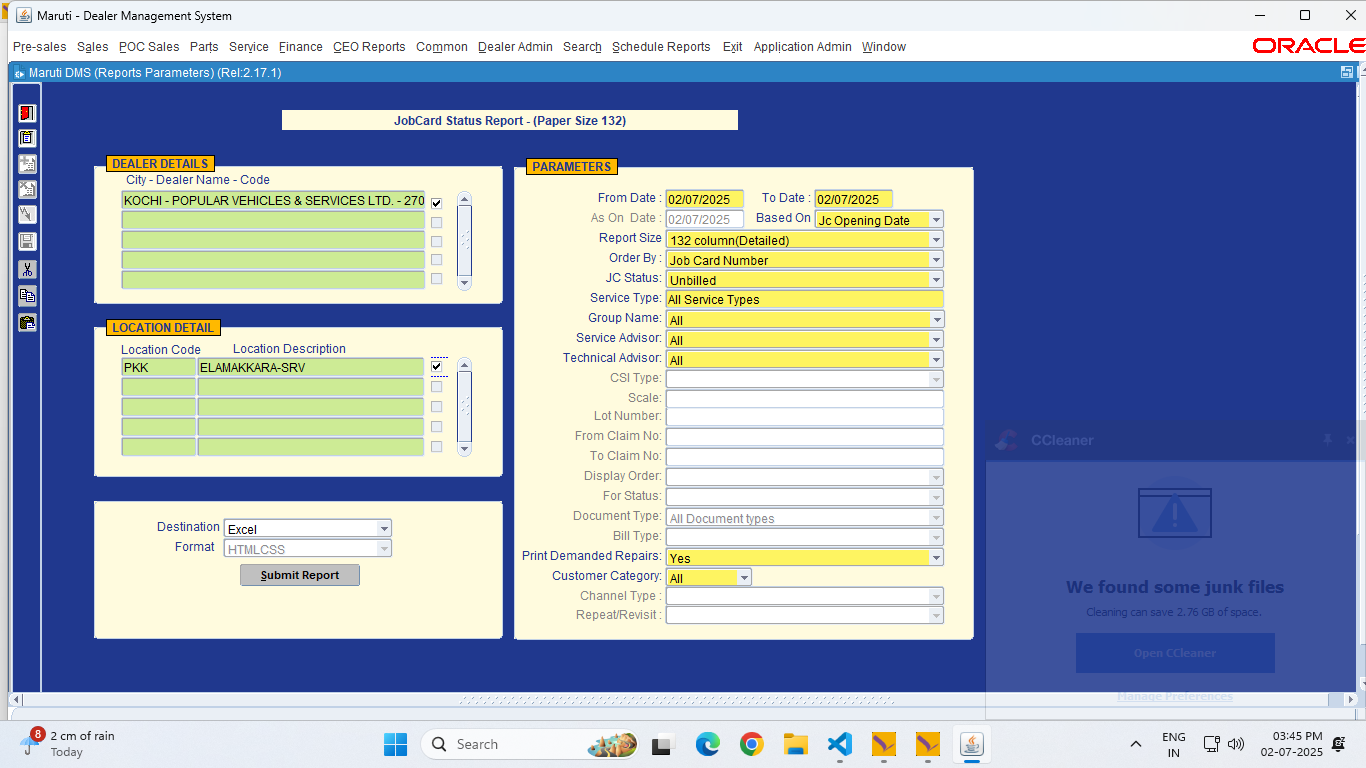 Maruti - Dealer Management System
Pre-sales Sales POC Sales Parts Service Finance CEO Reports Common Dealer Admin Search Schedule Reports Exit Application Admin Window
ORACLE
Maruti DMS (Reports Parameters) (Rel:2.17.1)
JobCard Status Report - (Paper Size 132)
DEALER DETAILS
City - Dealer Name - Code
KOCHI - POPULAR VEHICLES & SERVICES LTD. - 270
LOCATION DETAIL
Location Code Location Description
PKK ELAMAKKARA-SRV
Destination Excel
Format HTMLCSS
Submit Report
PARAMETERS
From Date : 02/07/2025 To Date : 02/07/2025
As On Date : 02/07/2025 Based On Jc Opening Date
Report Size 132 column(Detailed)
Order By : Job Card Number
JC Status: Unbilled
Service Type: All Service Types
Group Name: All
Service Advisor: All
Technical Advisor: All
CSI Type:
Scale:
Lot Number:
From Claim No:
To Claim No:
Display Order:
For Status:
Document Type: All Document types
Bill Type:
Print Demanded Repairs: Yes
Customer Category: All
Channel Type :
Repeat/Revisit :
CCleaner
We found some junk files
Cleaning can save 2.76 GB of space.
Open CCleaner
Manage Preferences
8
2 cm of rain
Today
Search
ENG
IN
03:45 PM
02-07-2025